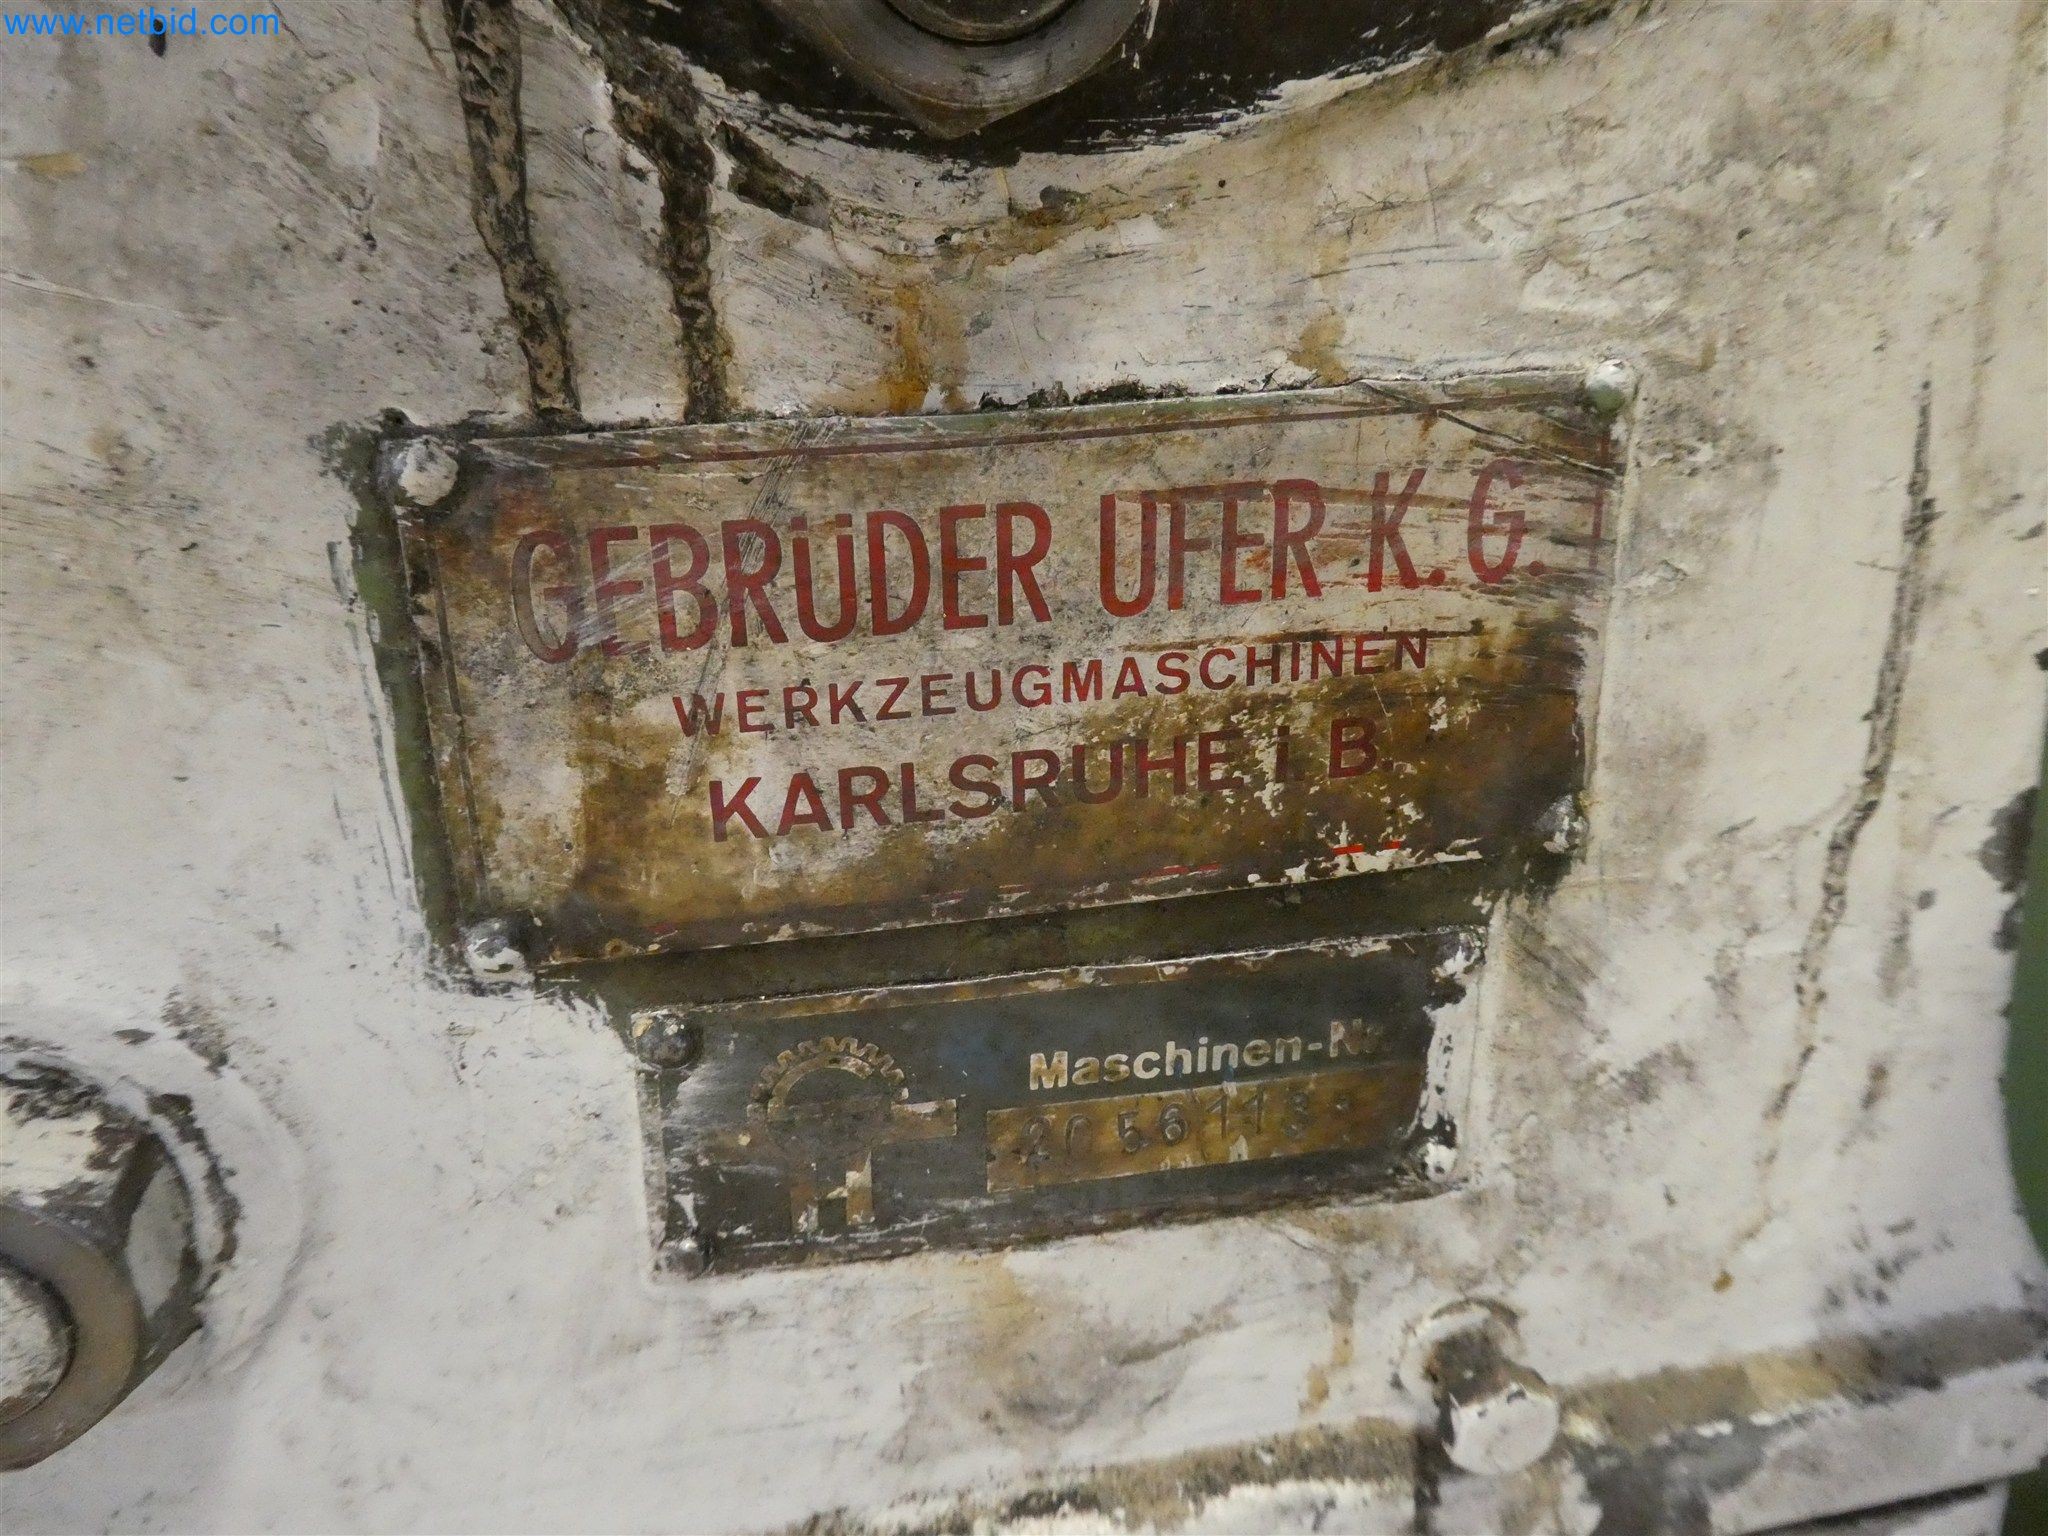 www.netbid.com
GEBRÜDER UFER K. G.
WERKZEUGMASCHINEN
KARLSRUHE I. B.
Maschinen-Nr.